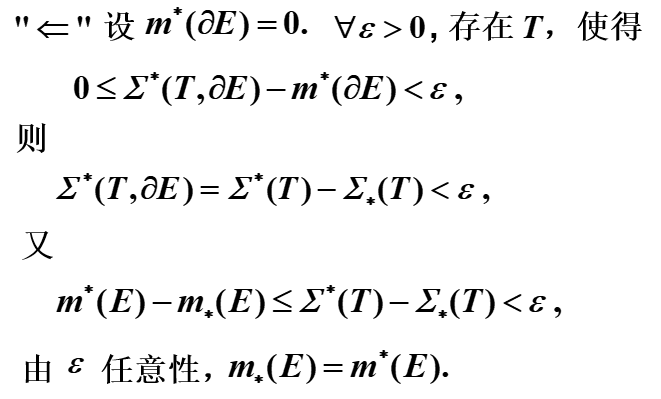 "⇐" 设 m*(∂E) = 0. ∀ε > 0, 存在 T，使得
0 ≤ Σ*(T,∂E) − m*(∂E) < ε,
则
Σ*(T,∂E) = Σ*(T) − Σ₎(T) < ε,
又
m*(E) − m⁎(E) ≤ Σ*(T) − Σ⁎(T) < ε,
由 ε 任意性，m⁎(E) = m*(E).